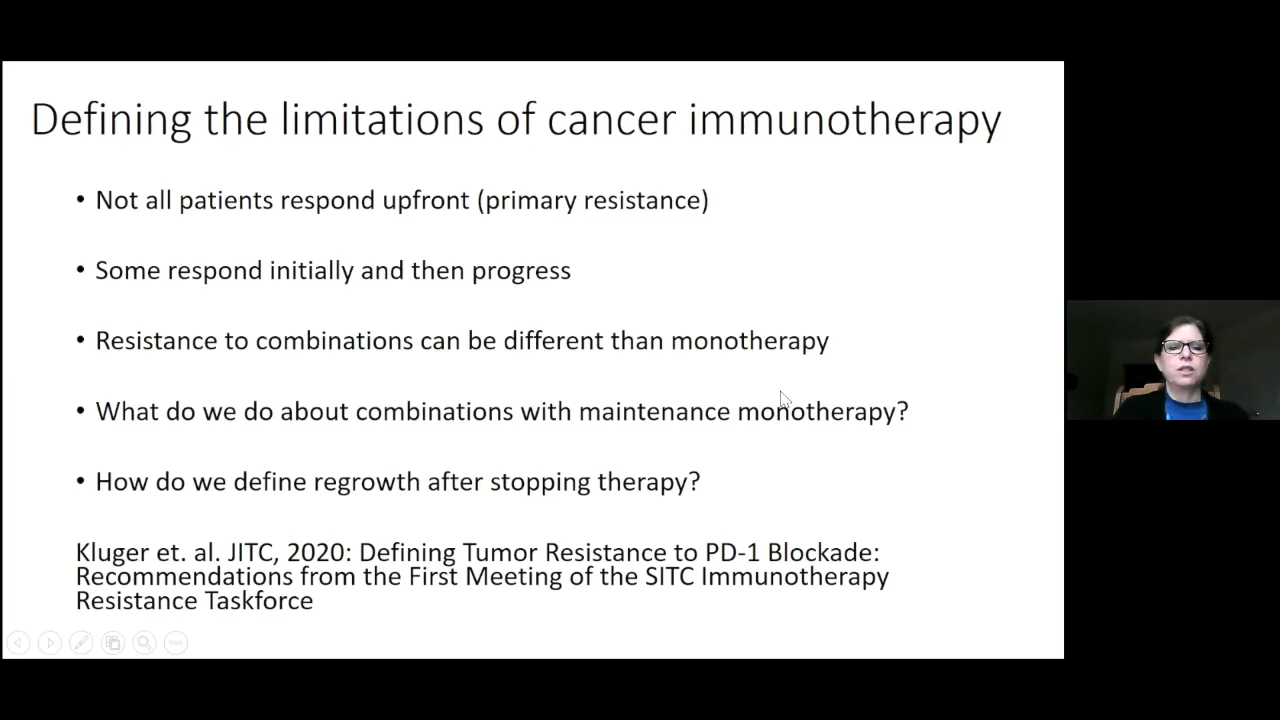 Defining the limitations of cancer immunotherapy
• Not all patients respond upfront (primary resistance)
• Some respond initially and then progress
• Resistance to combinations can be different than monotherapy
• What do we do about combinations with maintenance monotherapy?
• How do we define regrowth after stopping therapy?
Kluger et. al. JITC, 2020: Defining Tumor Resistance to PD-1 Blockade:
Recommendations from the First Meeting of the SITC Immunotherapy
Resistance Taskforce